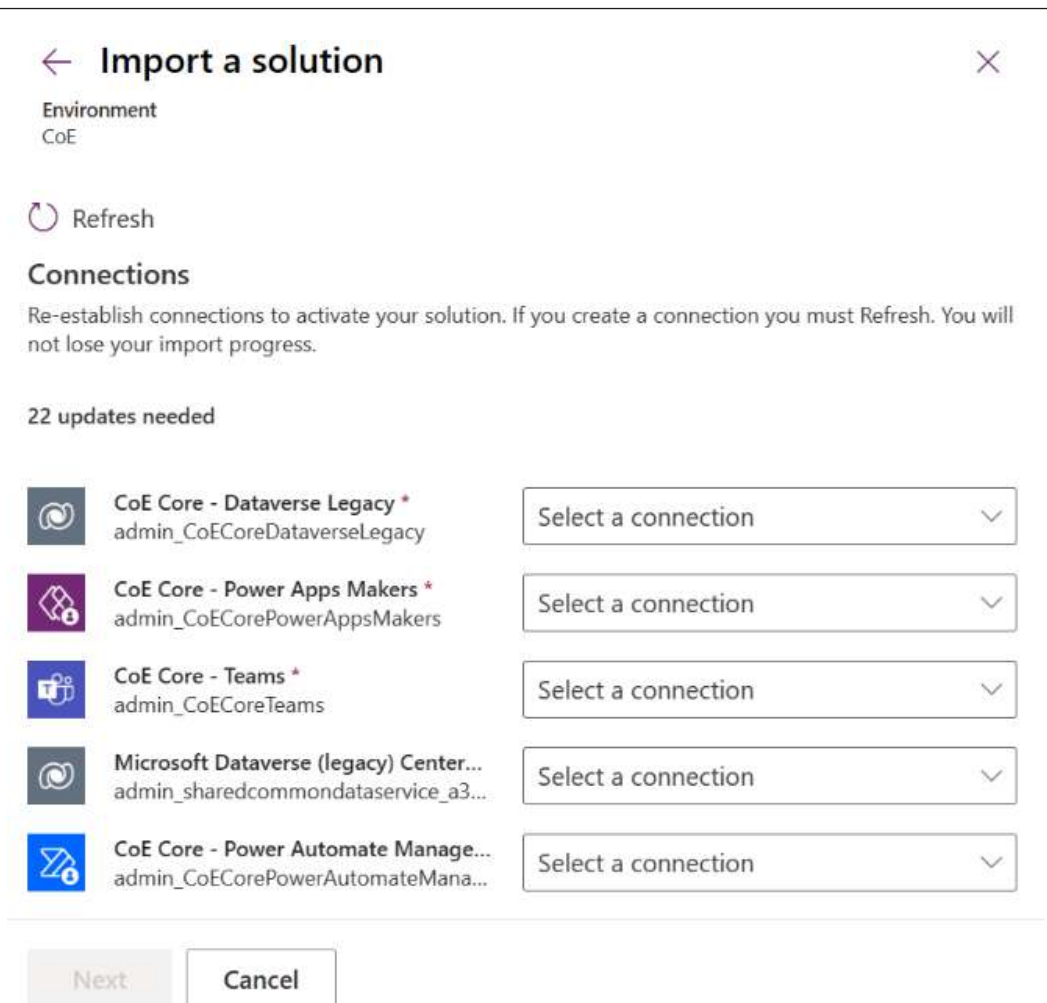 Import a solution
Environment
CoE
Refresh
Connections
Re-establish connections to activate your solution. If you create a connection you must Refresh. You will
not lose your import progress.
22 updates needed
CoE Core - Dataverse Legacy *
admin_CoECoreDataverseLegacy
Select a connection
CoE Core - Power Apps Makers *
admin_CoECorePowerAppsMakers
Select a connection
CoE Core - Teams *
admin_CoECoreTeams
Select a connection
Microsoft Dataverse (legacy) Center...
admin_sharedcommondataservice_a3...
Select a connection
CoE Core - Power Automate Manage...
admin_CoECorePowerAutomateMana...
Select a connection
Next
Cancel